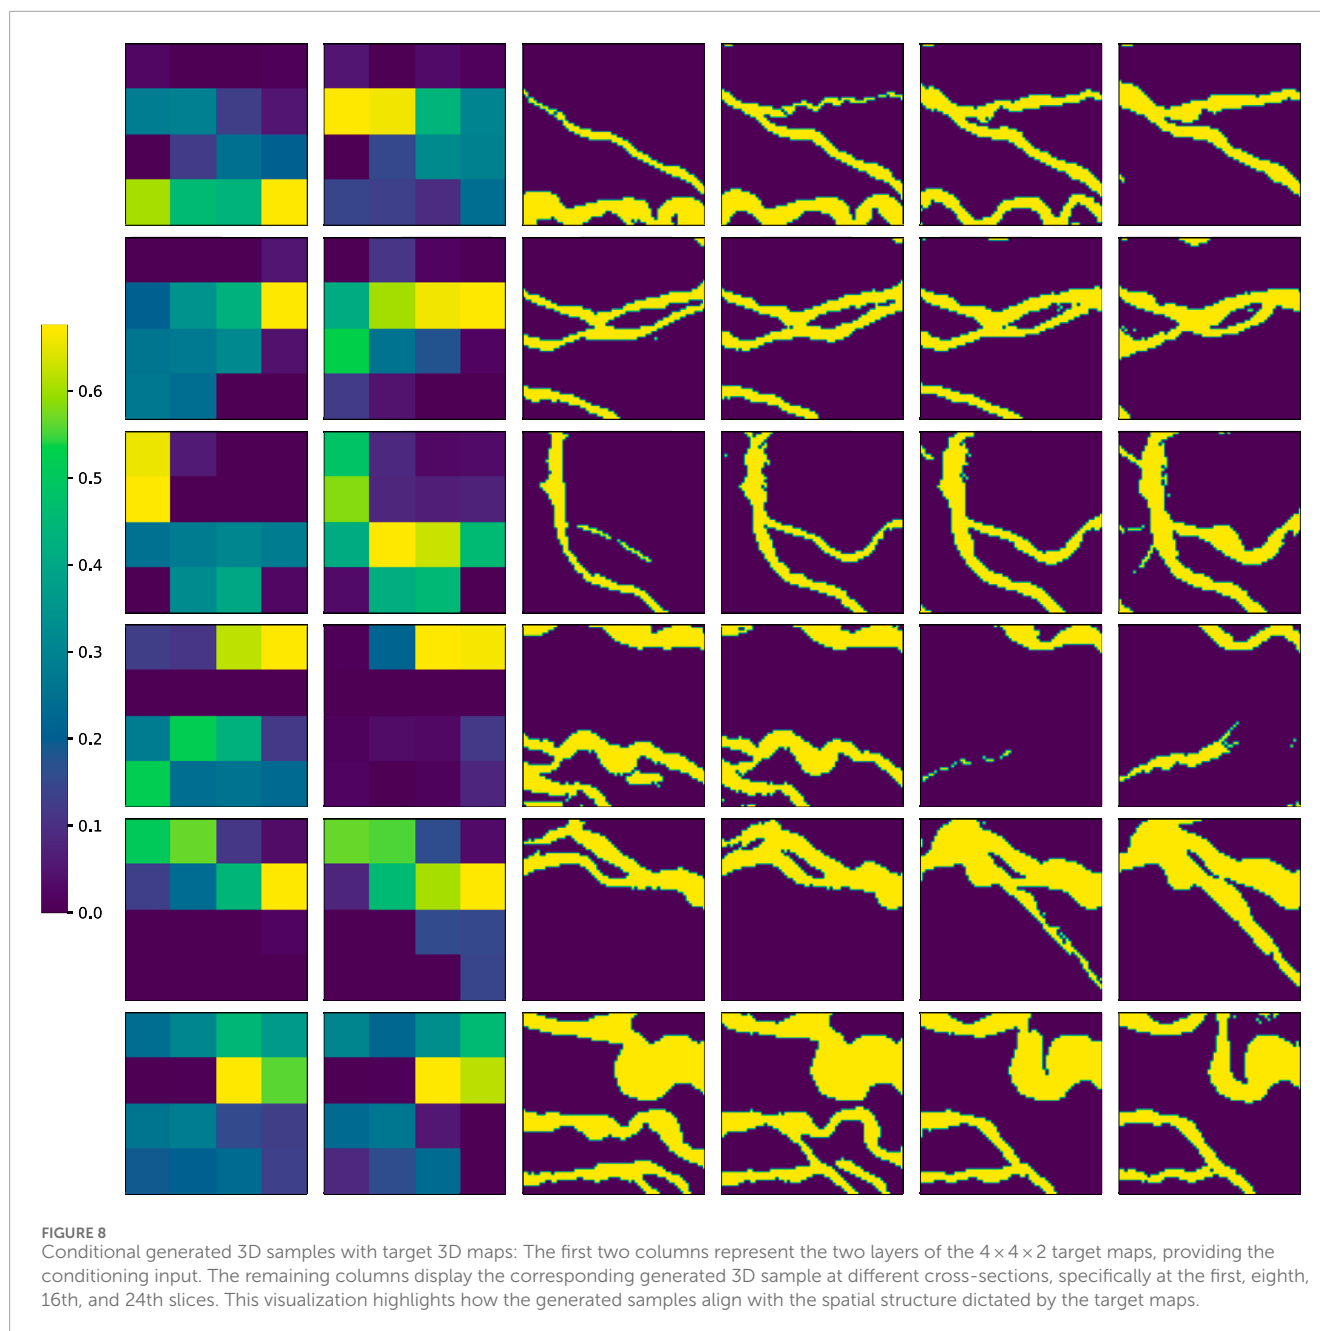 0.6
0.5
0.4
0.3
0.2
0.1
0.0
FIGURE 8
Conditional generated 3D samples with target 3D maps: The first two columns represent the two layers of the 4 × 4 × 2 target maps, providing the
conditioning input. The remaining columns display the corresponding generated 3D sample at different cross-sections, specifically at the first, eighth,
16th, and 24th slices. This visualization highlights how the generated samples align with the spatial structure dictated by the target maps.